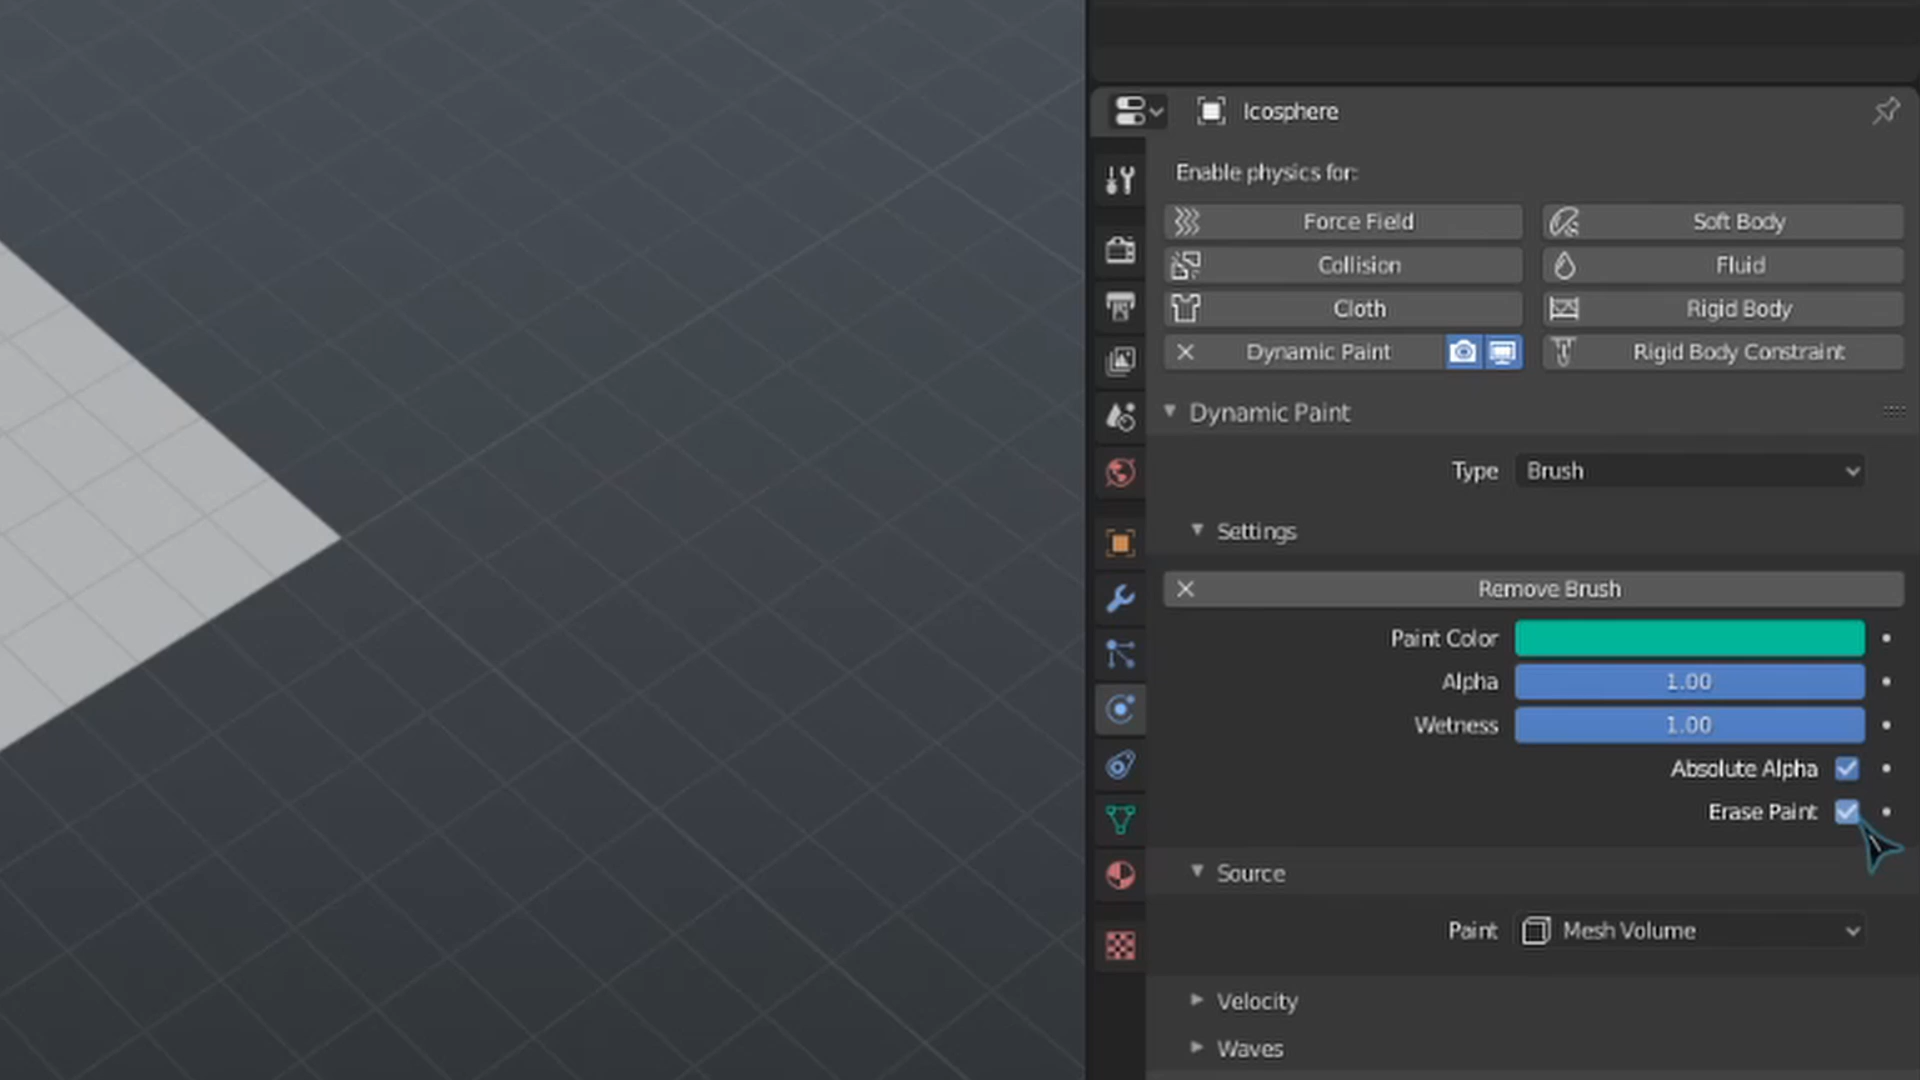 Icosphere
Enable physics for:
Force Field
Soft Body
Collision
Fluid
Cloth
Rigid Body
Dynamic Paint
Rigid Body Constraint
Dynamic Paint
Type Brush
Settings
Remove Brush
Paint Color
Alpha 1.00
Wetness 1.00
Absolute Alpha
Erase Paint
Source
Paint Mesh Volume
Velocity
Waves